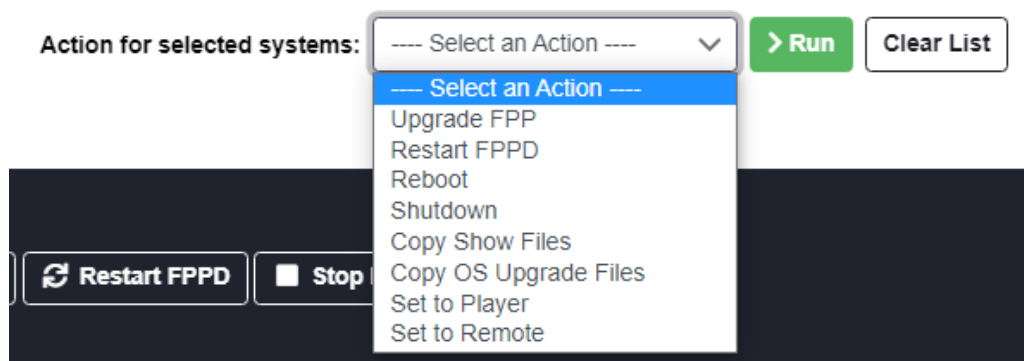 Action for selected systems: ---- Select an Action ---- Run Clear List
---- Select an Action ----
Upgrade FPP
Restart FPPD
Reboot
Shutdown
Copy Show Files
Copy OS Upgrade Files
Restart FPPD Stop
Set to Player
Set to Remote